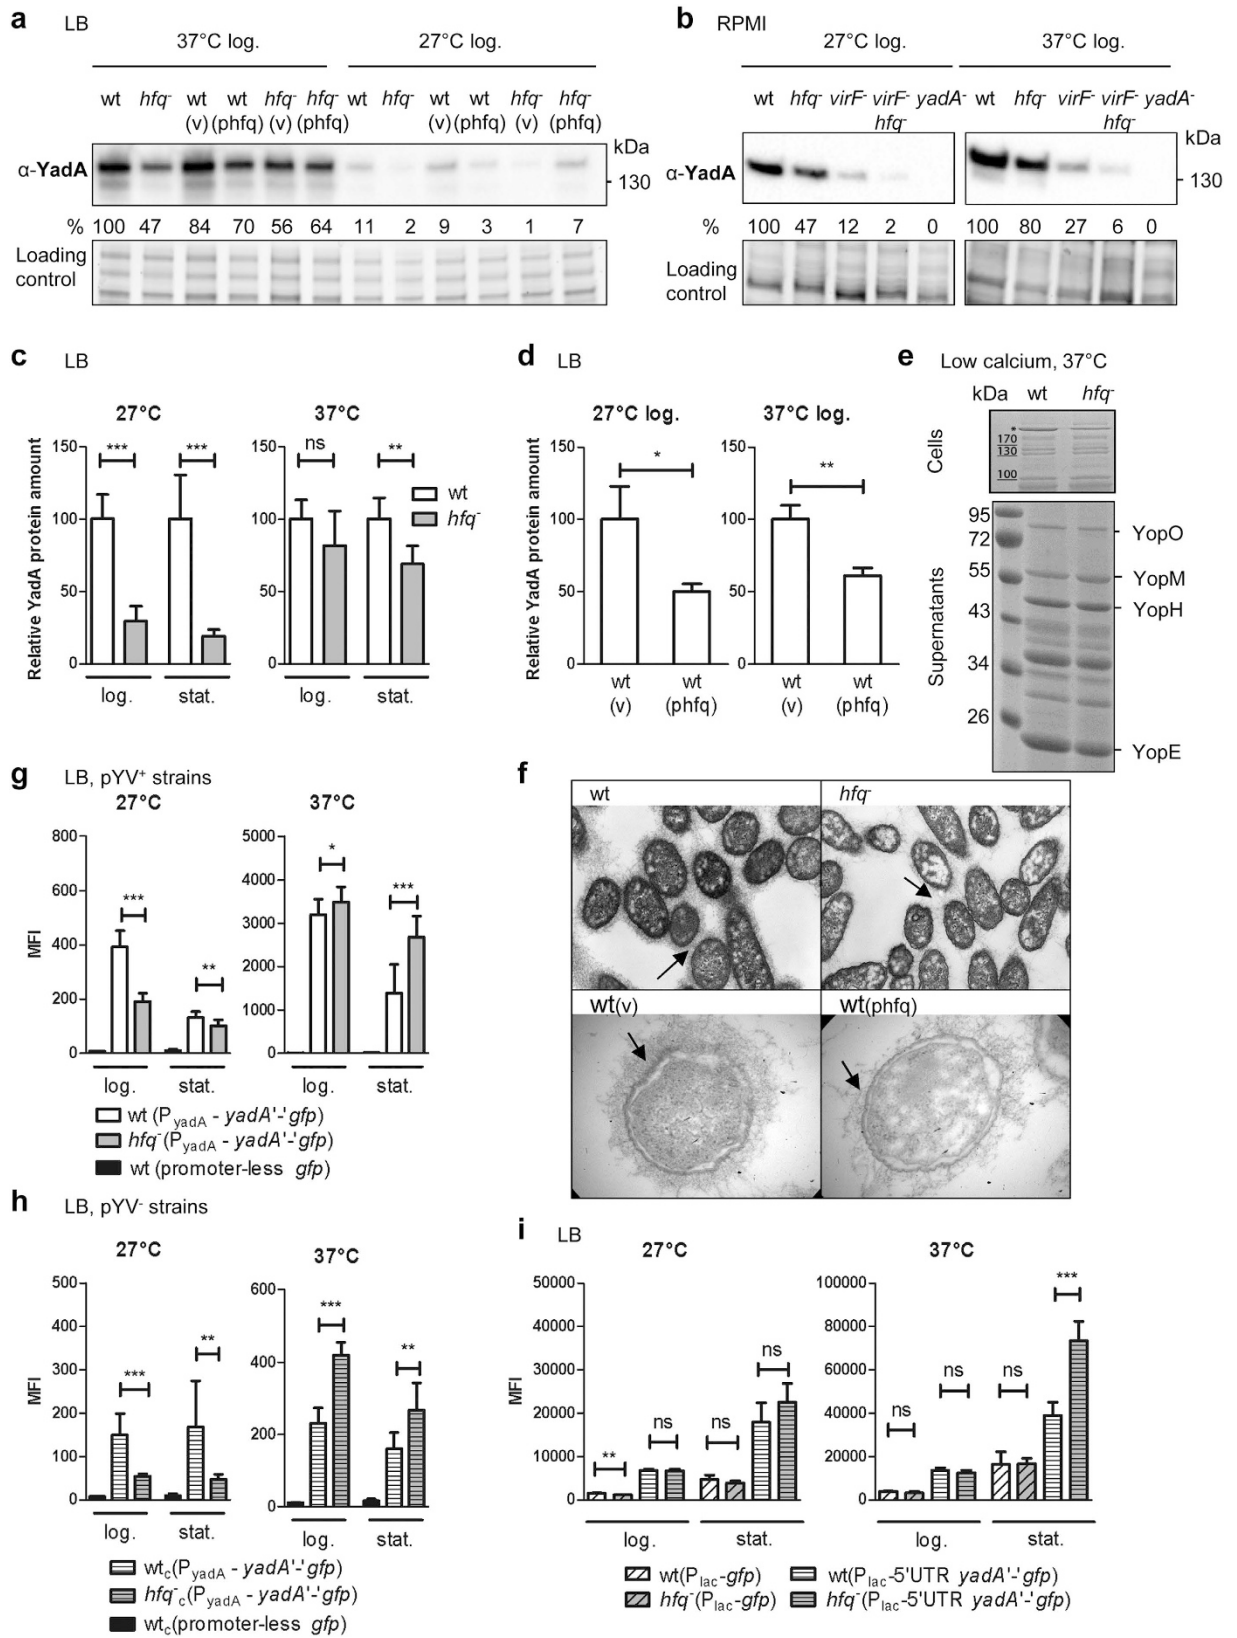 a LB
37°C log. 27°C log.
wt hfq⁻ wt wt hfq⁻ hfq⁻ wt hfq⁻ wt wt hfq⁻ hfq⁻
(v) (phfq) (v) (phfq) (v) (phfq) (v) (phfq)
kDa
α-YadA
130
% 100 47 84 70 56 64 11 2 9 3 1 7
Loading
control
b RPMI
27°C log. 37°C log.
wt hfq⁻ virF⁻ virF⁻ yadA⁻ wt hfq⁻ virF⁻ virF⁻ yadA⁻
hfq⁻ hfq⁻
kDa
α-YadA
130
% 100 47 12 2 0 100 80 27 6 0
Loading
control
c LB
27°C 37°C
Relative YadA protein amount
150 150
*** *** ns **
100 100
wt
hfq⁻
50 50
0 0
log. stat. log. stat.
d LB
27°C log. 37°C log.
Relative YadA protein amount
150 150
* **
100 100
50 50
0 0
wt wt wt wt
(v) (phfq) (v) (phfq)
e Low calcium, 37°C
kDa wt hfq⁻
Cells
*
170
130
100
Supernatants
95
YopO
72
55
YopM
43
YopH
34
26
YopE
g LB, pYV⁺ strains
27°C 37°C
MFI
800 5000
600 4000
400 3000
200 2000
0 1000
0
*** ** * ***
log. stat. log. stat.
wt (PyadA - yadA'-'gfp)
hfq⁻(PyadA - yadA'-'gfp)
wt (promoter-less gfp)
f
wt hfq⁻
wt(v) wt(phfq)
h LB, pYV⁻ strains
27°C 37°C
MFI
500 600
400 400
300 200
200 0
100
0
*** ** *** **
log. stat. log. stat.
wtc(PyadA - yadA'-'gfp)
hfq⁻c(PyadA - yadA'-'gfp)
wtc(promoter-less gfp)
i LB
27°C 37°C
MFI
50000 100000
40000 80000
30000 60000
20000 40000
10000 20000
0 0
** ns ns ns ns ns ns ***
log. stat. log. stat.
wt(Plac-gfp) wt(Plac-5'UTR yadA'-'gfp)
hfq⁻(Plac-gfp) hfq⁻(Plac-5'UTR yadA'-'gfp)